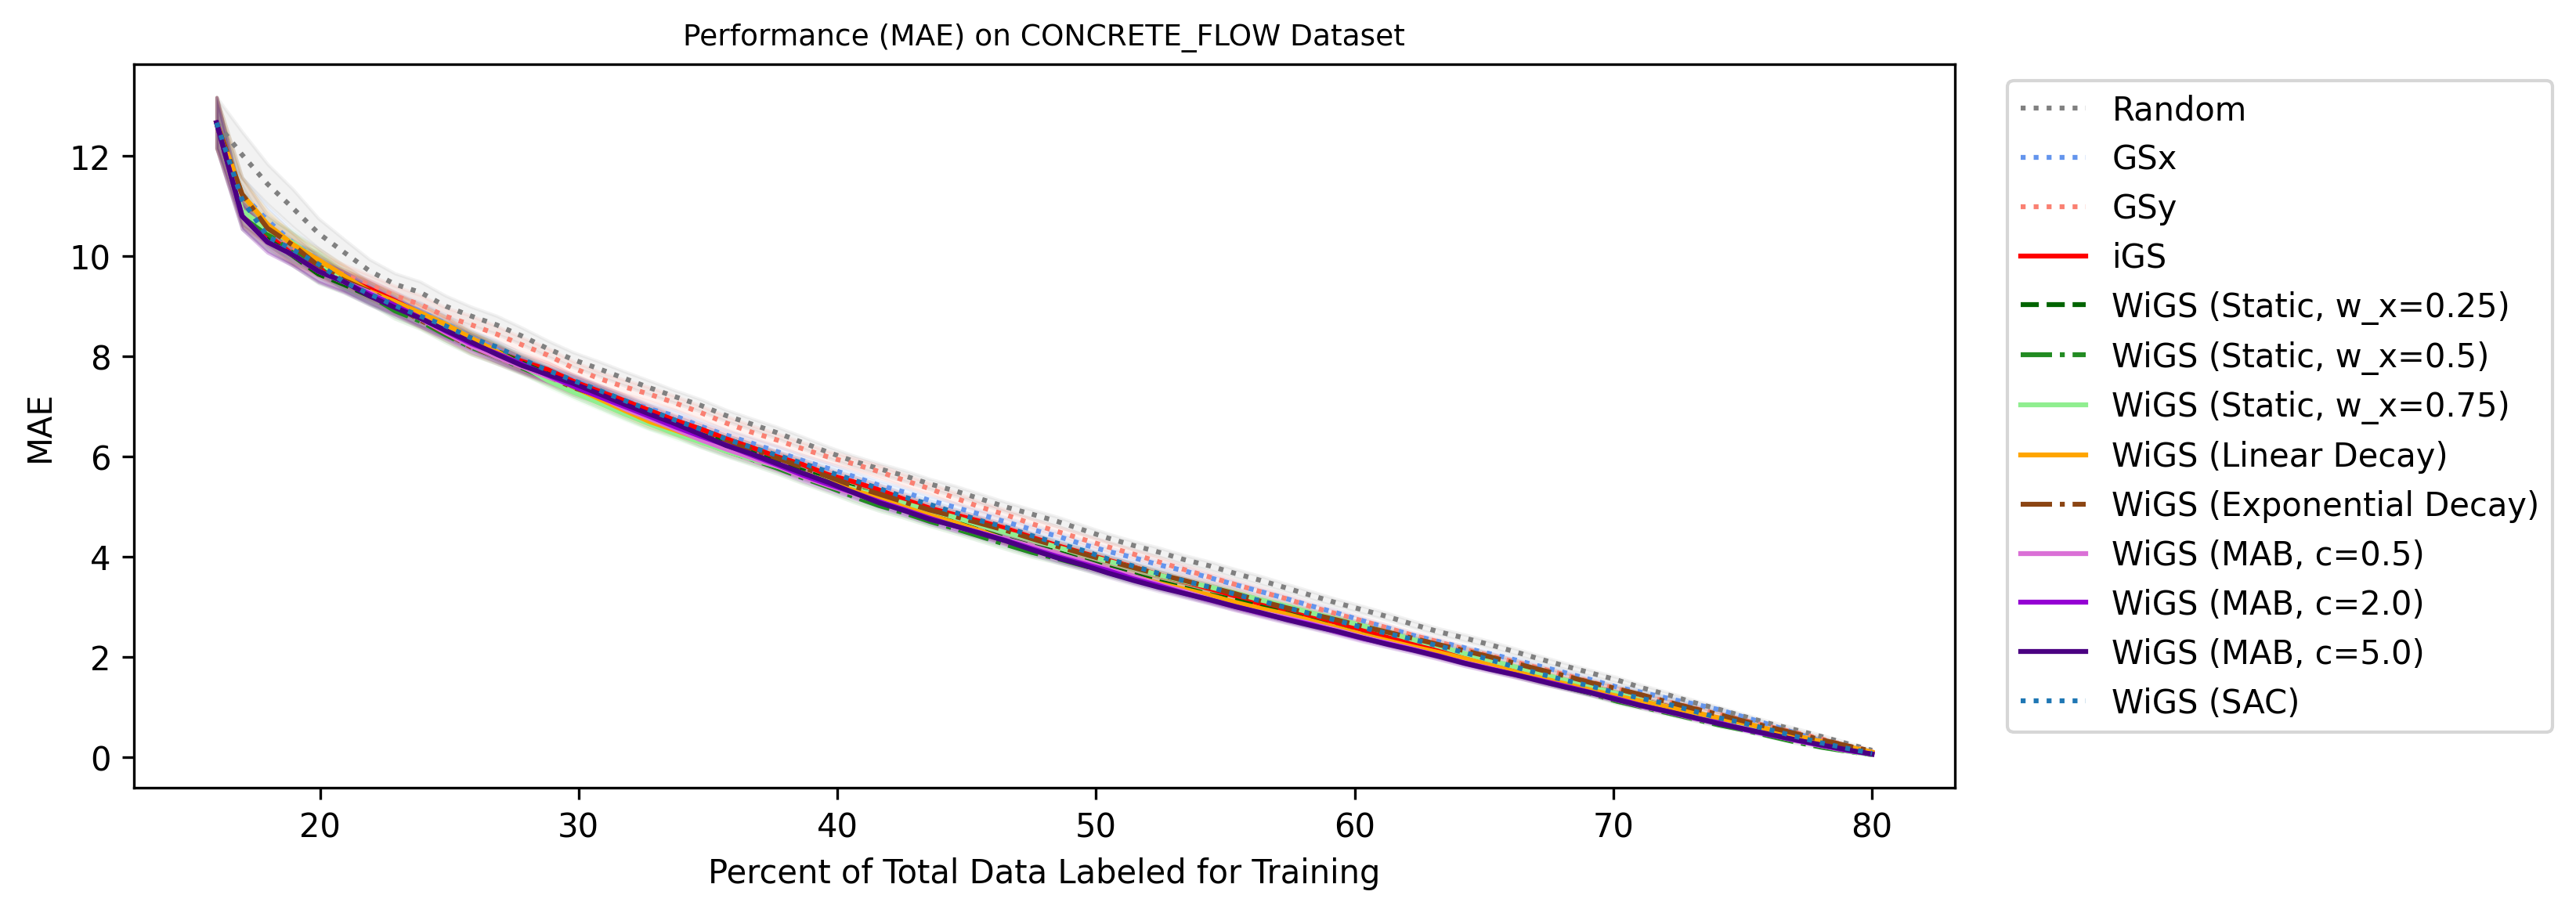 Performance (MAE) on CONCRETE_FLOW Dataset
MAE
12
10
8
6
4
2
0
20 30 40 50 60 70 80
Percent of Total Data Labeled for Training
Random
GSx
GSy
iGS
WiGS (Static, w_x=0.25)
WiGS (Static, w_x=0.5)
WiGS (Static, w_x=0.75)
WiGS (Linear Decay)
WiGS (Exponential Decay)
WiGS (MAB, c=0.5)
WiGS (MAB, c=2.0)
WiGS (MAB, c=5.0)
WiGS (SAC)